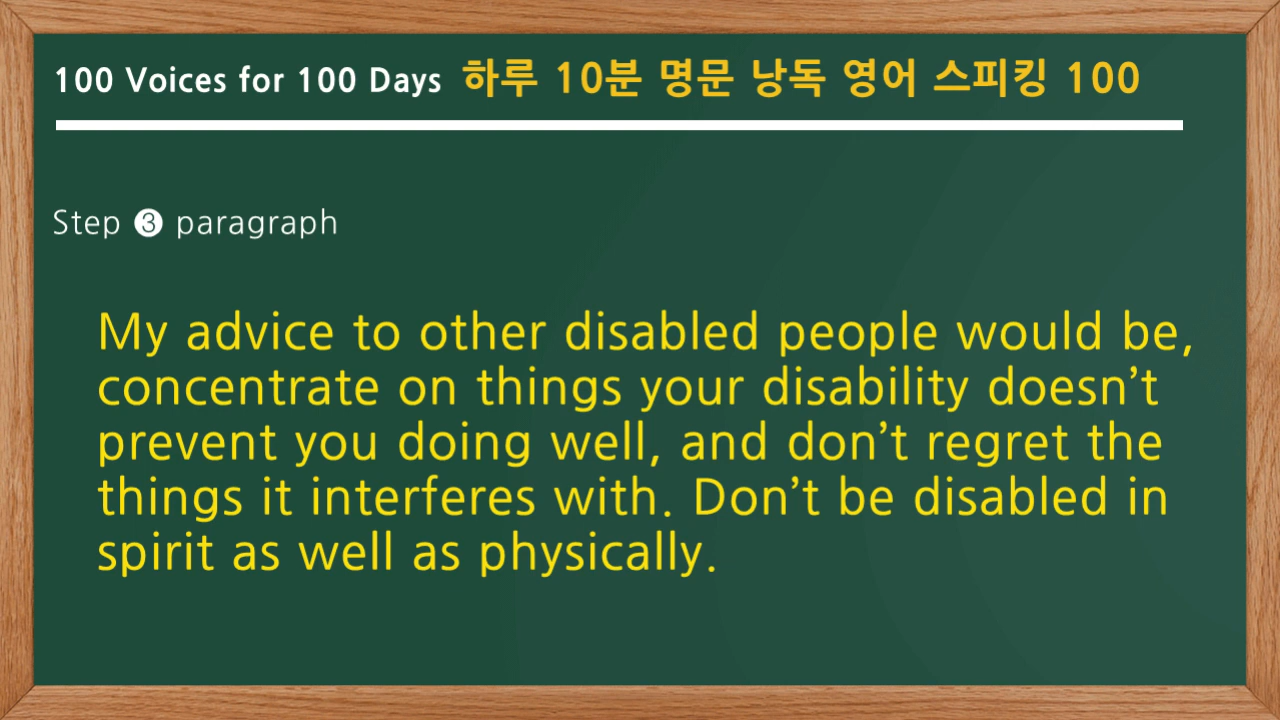 100 Voices for 100 Days 하루 10분 명문 낭독 영어 스피킹 100
Step ❸ paragraph
My advice to other disabled people would be,
concentrate on things your disability doesn’t
prevent you doing well, and don’t regret the
things it interferes with. Don’t be disabled in
spirit as well as physically.